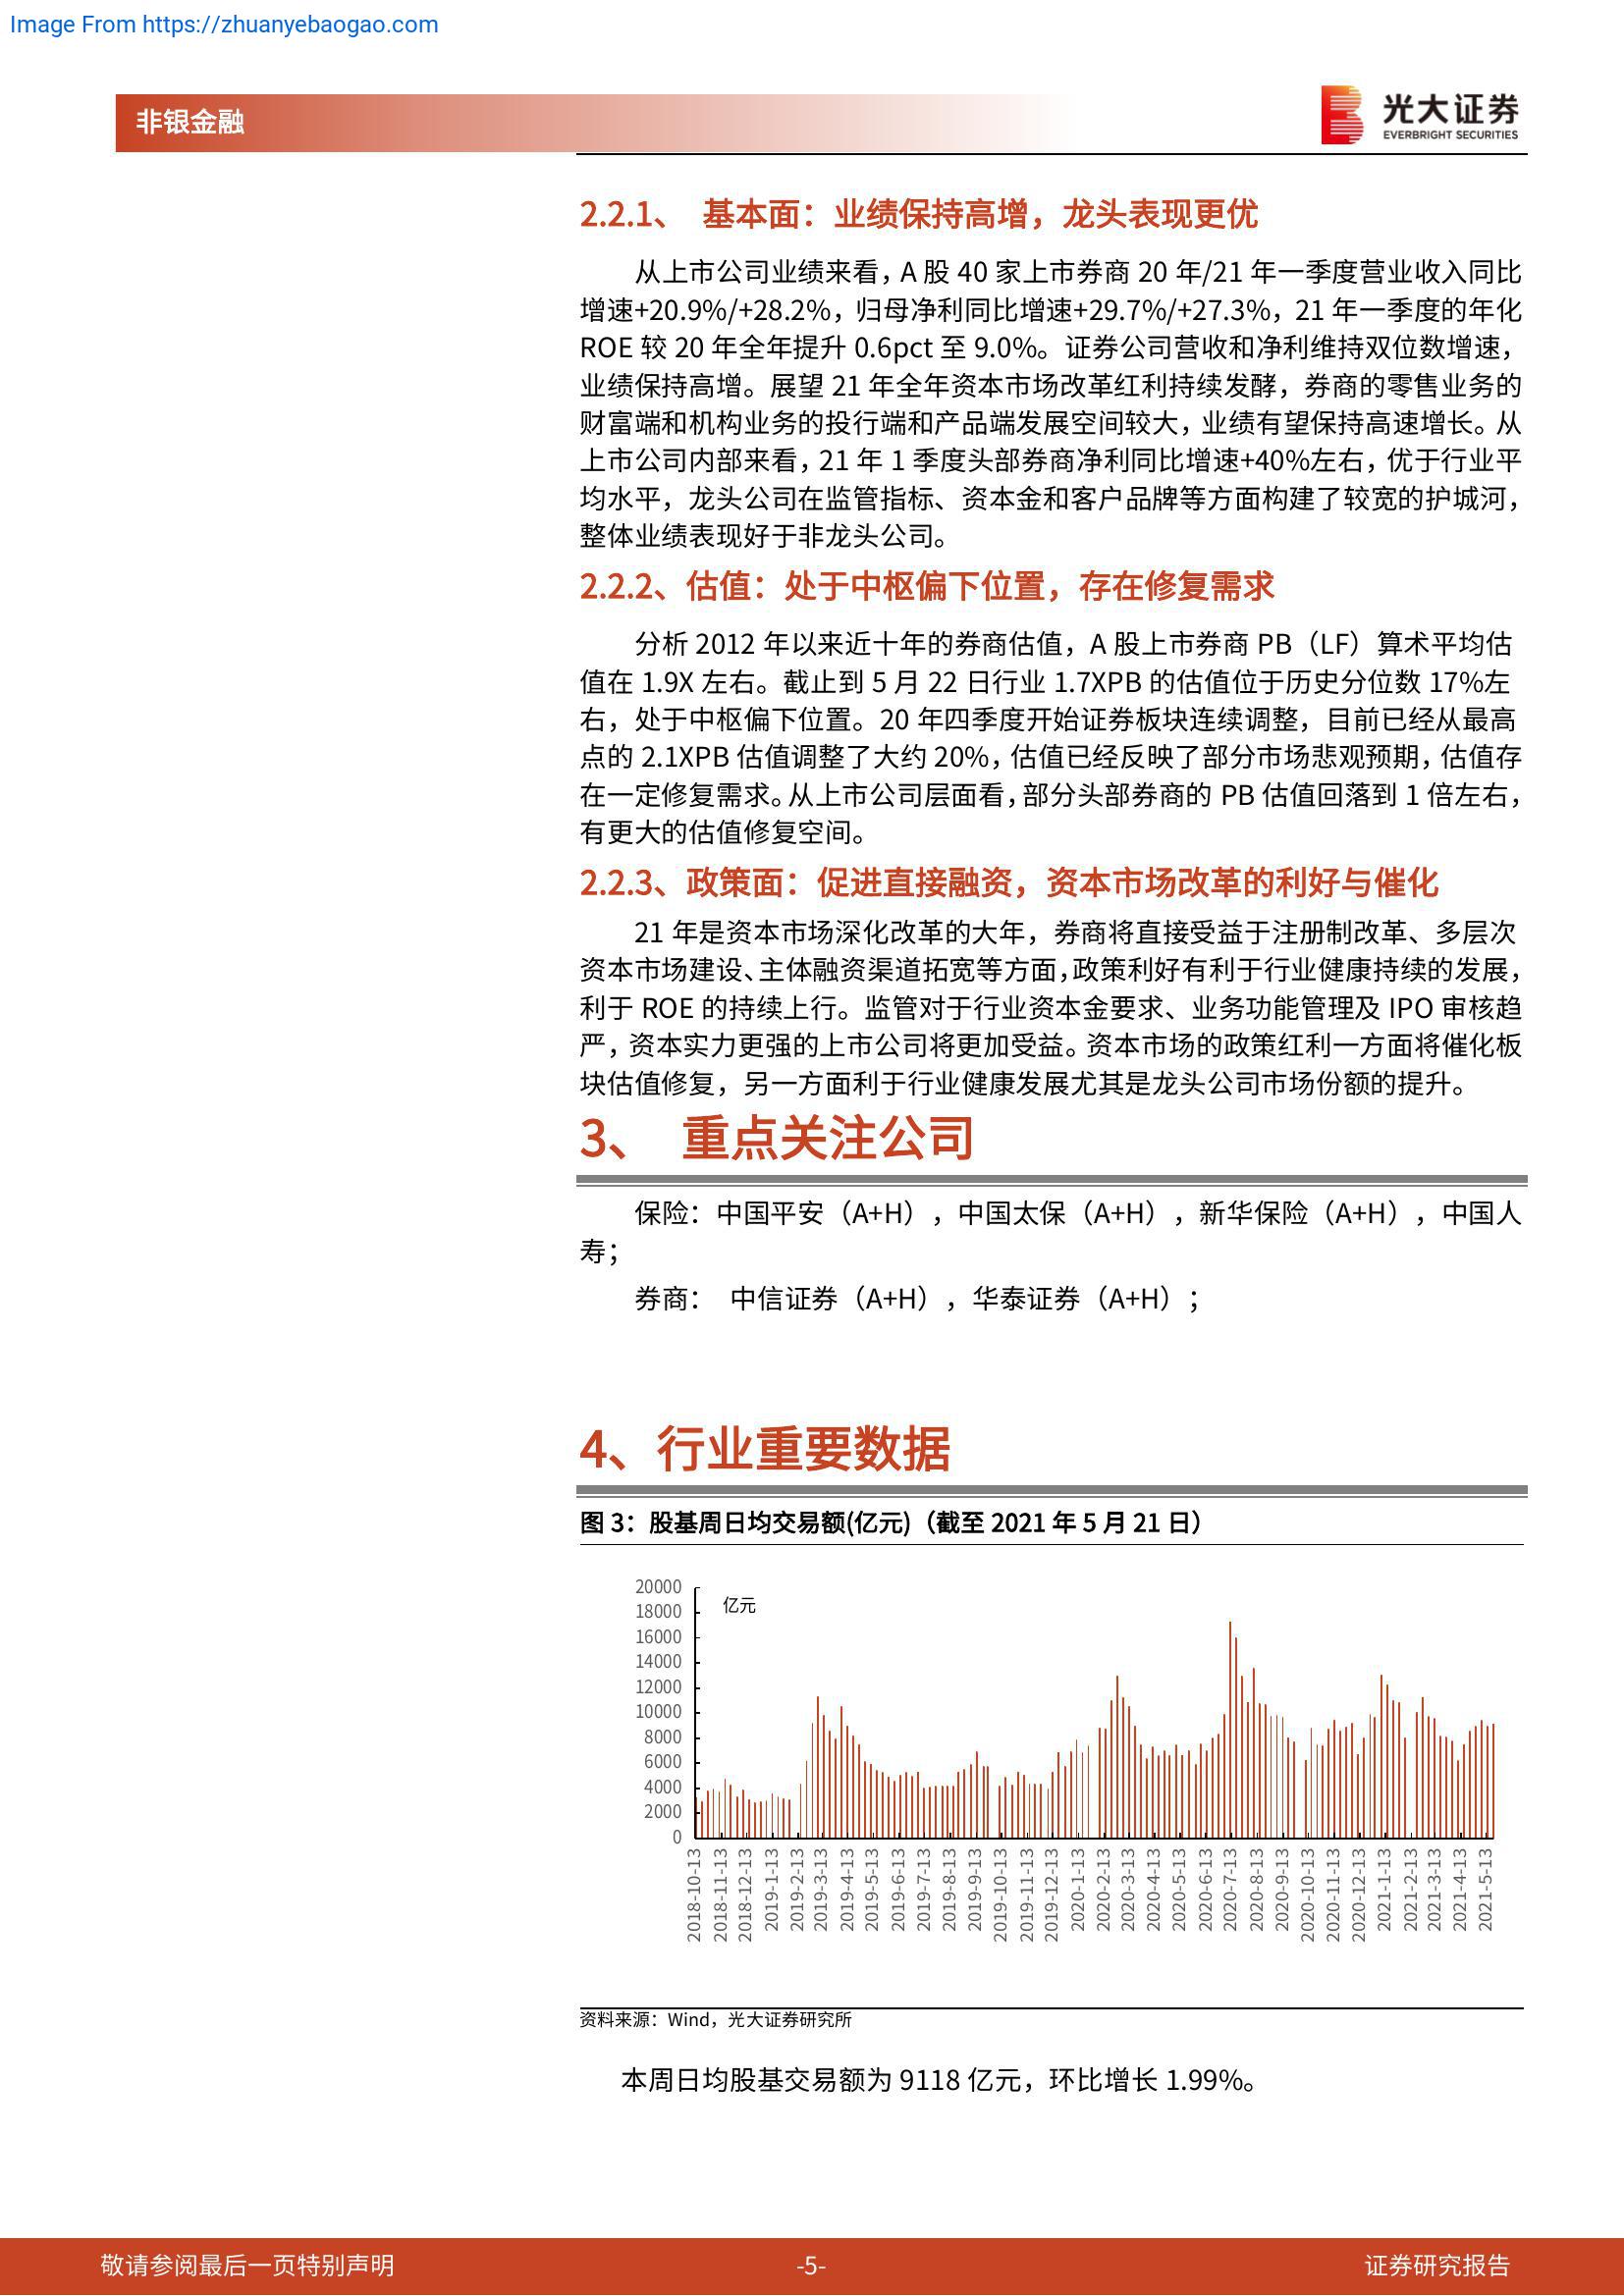 Image From https://zhuanyebaogao.com
非银金融
光大证券
EVERBRIGHT SECURITIES
2.2.1、 基本面：业绩保持高增，龙头表现更优
从上市公司业绩来看，A 股 40 家上市券商 20 年/21 年一季度营业收入同比
增速+20.9%/+28.2%，归母净利同比增速+29.7%/+27.3%，21 年一季度的年化
ROE 较 20 年全年提升 0.6pct 至 9.0%。证券公司营收和净利维持双位数增速，
业绩保持高增。展望 21 年全年资本市场改革红利持续发酵，券商的零售业务的
财富端和机构业务的投行端和产品端发展空间较大，业绩有望保持高速增长。从
上市公司内部来看，21 年 1 季度头部券商净利同比增速+40%左右，优于行业平
均水平，龙头公司在监管指标、资本金和客户品牌等方面构建了较宽的护城河，
整体业绩表现好于非龙头公司。
2.2.2、估值：处于中枢偏下位置，存在修复需求
分析 2012 年以来近十年的券商估值，A 股上市券商 PB（LF）算术平均估
值在 1.9X 左右。截止到 5 月 22 日行业 1.7XPB 的估值位于历史分位数 17%左
右，处于中枢偏下位置。20 年四季度开始证券板块连续调整，目前已经从最高
点的 2.1XPB 估值调整了大约 20%，估值已经反映了部分市场悲观预期，估值存
在一定修复需求。从上市公司层面看，部分头部券商的 PB 估值回落到 1 倍左右，
有更大的估值修复空间。
2.2.3、政策面：促进直接融资，资本市场改革的利好与催化
21 年是资本市场深化改革的大年，券商将直接受益于注册制改革、多层次
资本市场建设、主体融资渠道拓宽等方面，政策利好有利于行业健康持续的发展，
利于 ROE 的持续上行。监管对于行业资本金要求、业务功能管理及 IPO 审核趋
严，资本实力更强的上市公司将更加受益。资本市场的政策红利一方面将催化板
块估值修复，另一方面利于行业健康发展尤其是龙头公司市场份额的提升。
3、 重点关注公司
保险：中国平安（A+H），中国太保（A+H），新华保险（A+H），中国人
寿；
券商： 中信证券（A+H），华泰证券（A+H）；
4、行业重要数据
图 3：股基周日均交易额(亿元)（截至 2021 年 5 月 21 日）
20000
18000
16000
14000
12000
10000
8000
6000
4000
2000
0
亿元
2018-10-13
2018-11-13
2018-12-13
2019-1-13
2019-2-13
2019-3-13
2019-4-13
2019-5-13
2019-6-13
2019-7-13
2019-8-13
2019-9-13
2019-10-13
2019-11-13
2019-12-13
2020-1-13
2020-2-13
2020-3-13
2020-4-13
2020-5-13
2020-6-13
2020-7-13
2020-8-13
2020-9-13
2020-10-13
2020-11-13
2020-12-13
2021-1-13
2021-2-13
2021-3-13
2021-4-13
2021-5-13
资料来源：Wind，光大证券研究所
本周日均股基交易额为 9118 亿元，环比增长 1.99%。
敬请参阅最后一页特别声明
-5-
证券研究报告